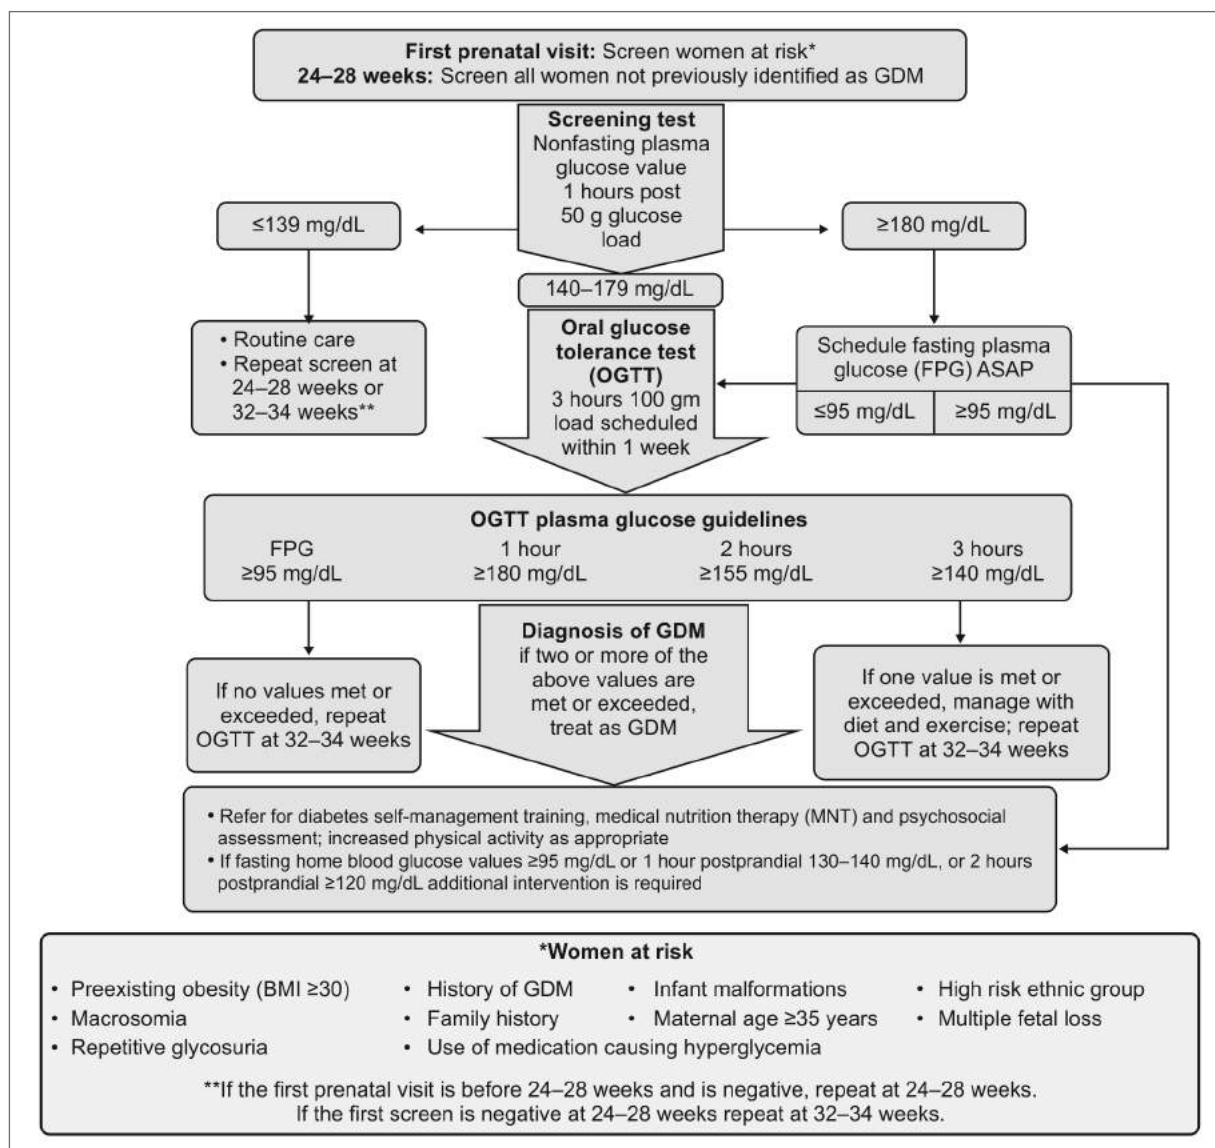 First prenatal visit: Screen women at risk*
24–28 weeks: Screen all women not previously identified as GDM
Screening test
Nonfasting plasma
glucose value
1 hours post
50 g glucose
load
≤139 mg/dL
≥180 mg/dL
140–179 mg/dL
• Routine care
• Repeat screen at
24–28 weeks or
32–34 weeks**
Oral glucose
tolerance test
(OGTT)
3 hours 100 gm
load scheduled
within 1 week
Schedule fasting plasma
glucose (FPG) ASAP
≤95 mg/dL
≥95 mg/dL
OGTT plasma glucose guidelines
FPG 1 hour 2 hours 3 hours
≥95 mg/dL ≥180 mg/dL ≥155 mg/dL ≥140 mg/dL
If no values met or
exceeded, repeat
OGTT at 32–34 weeks
Diagnosis of GDM
if two or more of the
above values are
met or exceeded,
treat as GDM
If one value is met or
exceeded, manage with
diet and exercise; repeat
OGTT at 32–34 weeks
• Refer for diabetes self-management training, medical nutrition therapy (MNT) and psychosocial
assessment; increased physical activity as appropriate
• If fasting home blood glucose values ≥95 mg/dL or 1 hour postprandial 130–140 mg/dL, or 2 hours
postprandial ≥120 mg/dL additional intervention is required
*Women at risk
• Preexisting obesity (BMI ≥30) • History of GDM • Infant malformations • High risk ethnic group
• Macrosomia • Family history • Maternal age ≥35 years • Multiple fetal loss
• Repetitive glycosuria • Use of medication causing hyperglycemia
**If the first prenatal visit is before 24–28 weeks and is negative, repeat at 24–28 weeks.
If the first screen is negative at 24–28 weeks repeat at 32–34 weeks.